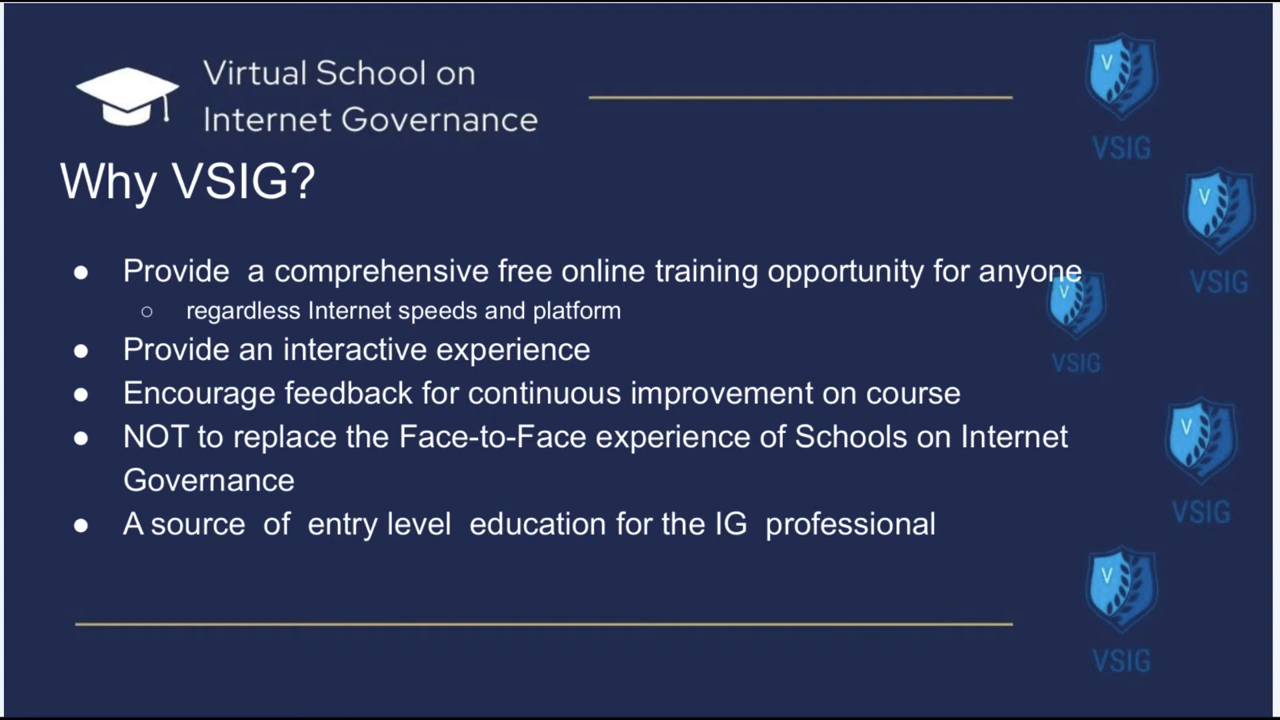 Virtual School on
Internet Governance
Why VSIG?
● Provide  a comprehensive free online training opportunity for anyone
○ regardless Internet speeds and platform
● Provide an interactive experience
● Encourage feedback for continuous improvement on course
● NOT to replace the Face-to-Face experience of Schools on Internet
Governance
● A source  of  entry level  education for the IG  professional
V
VSIG
V
VSIG
V
VSIG
V
VSIG
V
VSIG